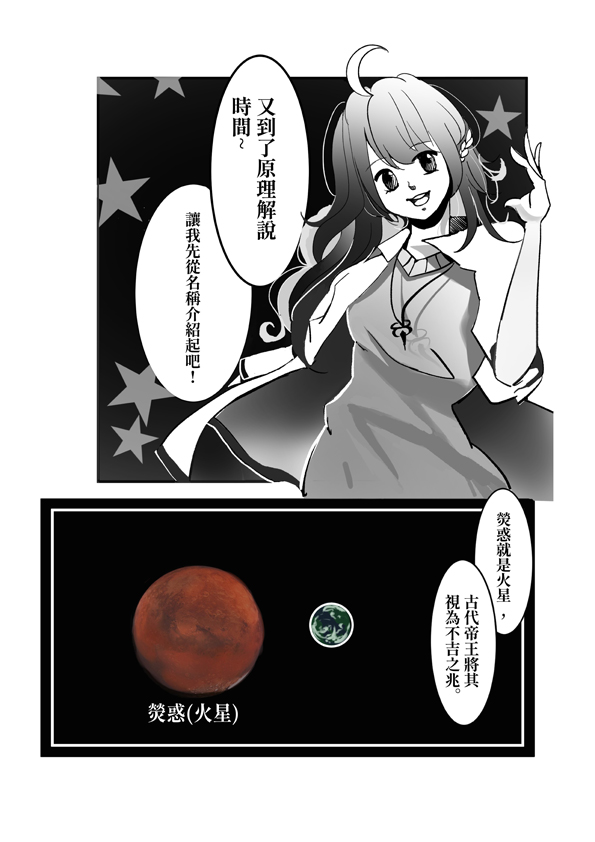 又到了原理解說
時間~
讓我先從名稱介紹起吧！
熒惑就是火星，
古代帝王將其
視為不吉之兆。
熒惑(火星)